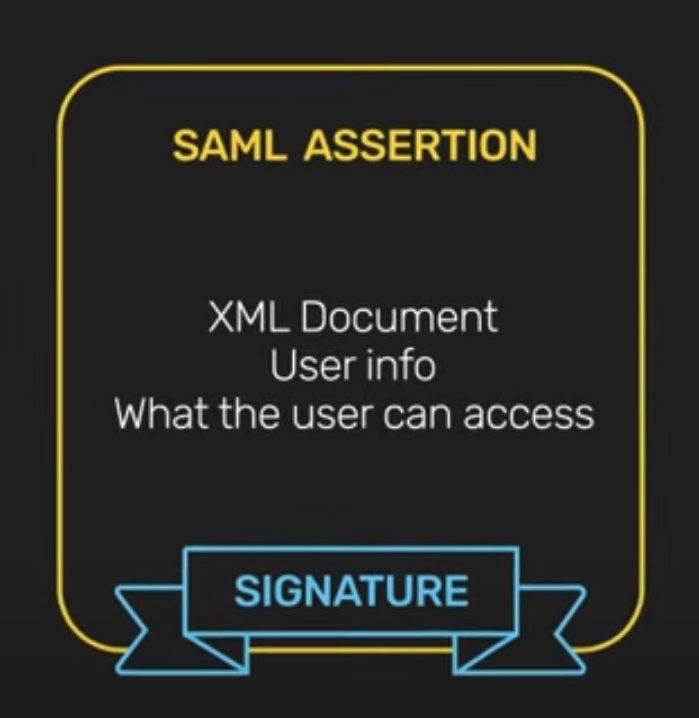 SAML ASSERTION
XML Document
User info
What the user can access
SIGNATURE